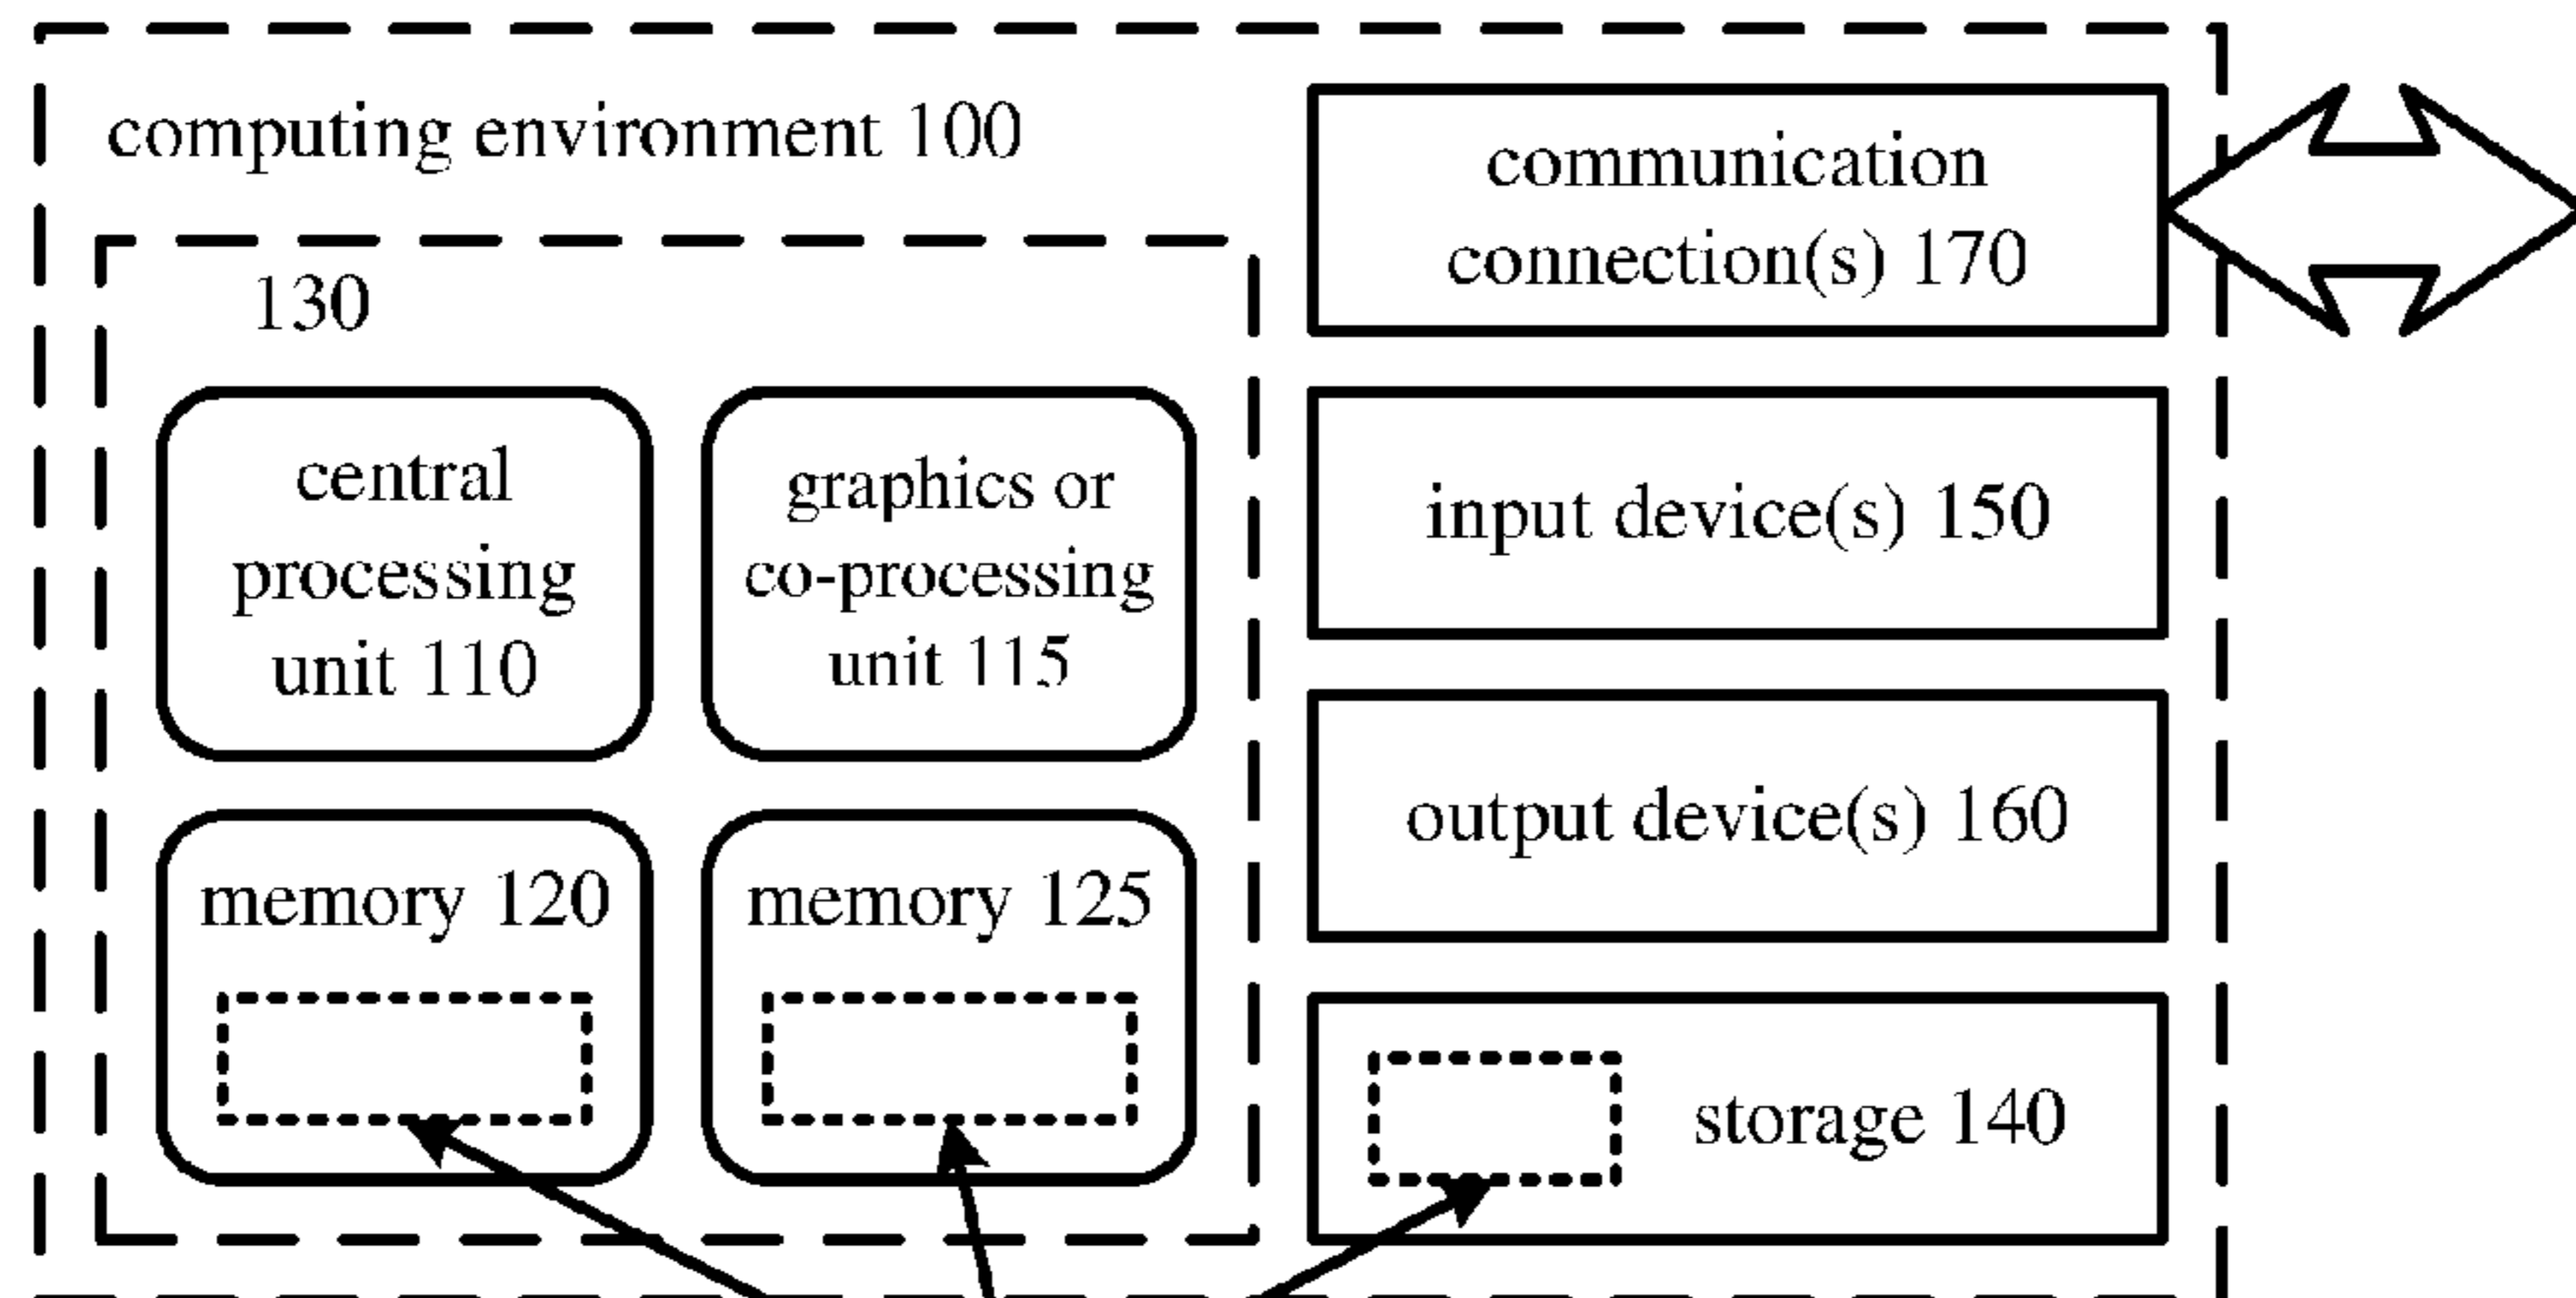 computing environment 100
130
central
processing
unit 110
graphics or
co-processing
unit 115
memory 120
memory 125
communication
connection(s) 170
input device(s) 150
output device(s) 160
storage 140